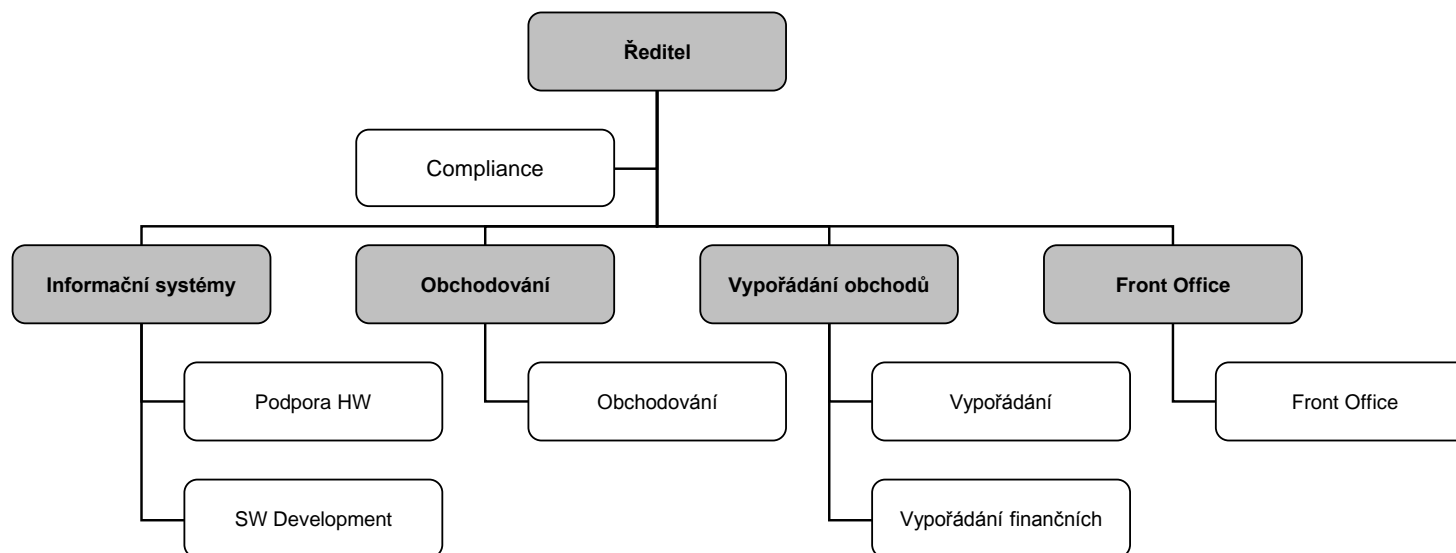 Ředitel
Compliance
Informační systémy
Obchodování
Vypořádání obchodů
Front Office
Podpora HW
Obchodování
Vypořádání
Front Office
SW Development
Vypořádání finančních